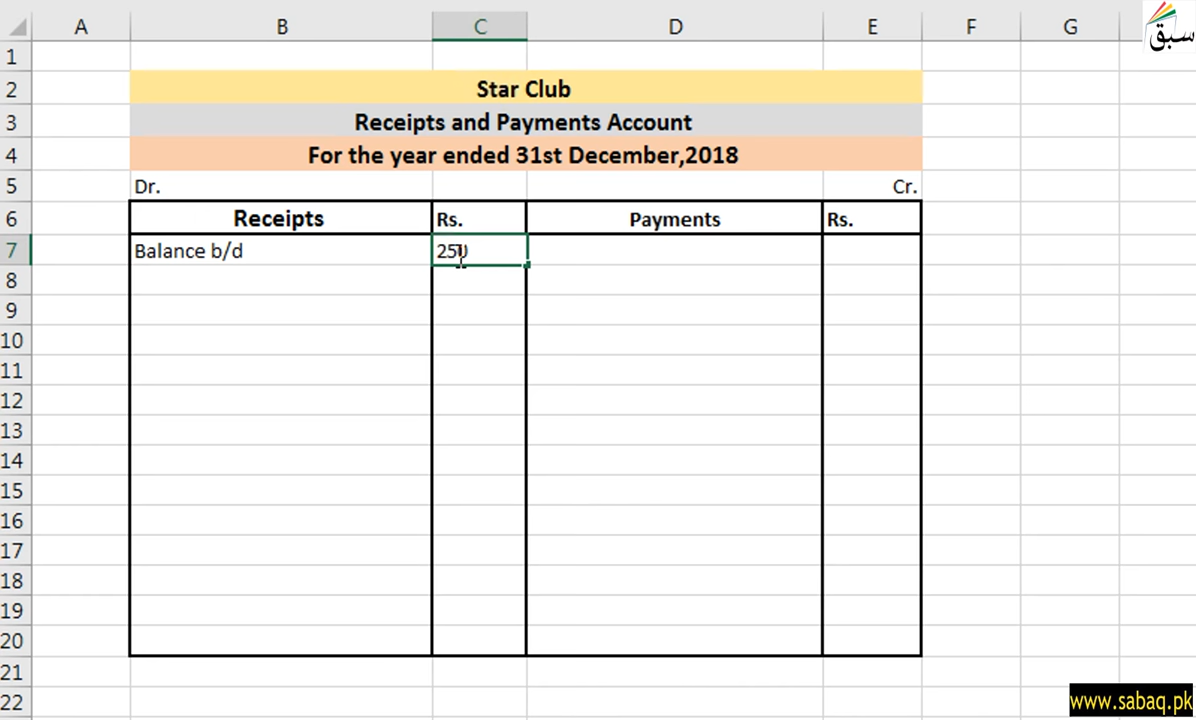 سبق
A B C D E F G
1
2 Star Club
3 Receipts and Payments Account
4 For the year ended 31st December,2018
5 Dr. Cr.
6 Receipts Rs. Payments Rs.
7 Balance b/d 250
8
9
10
11
12
13
14
15
16
17
18
19
20
21
22
www.sabaq.pk